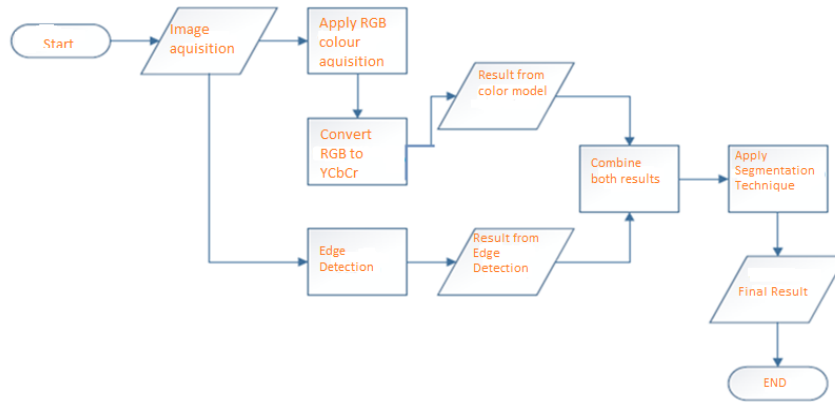 Start
Image
aquisition
Apply RGB
colour
aquisition
Convert
RGB to
YCbCr
Result from
color model
Edge
Detection
Result from
Edge
Detection
Combine
both results
Apply
Segmentation
Technique
Final Result
END